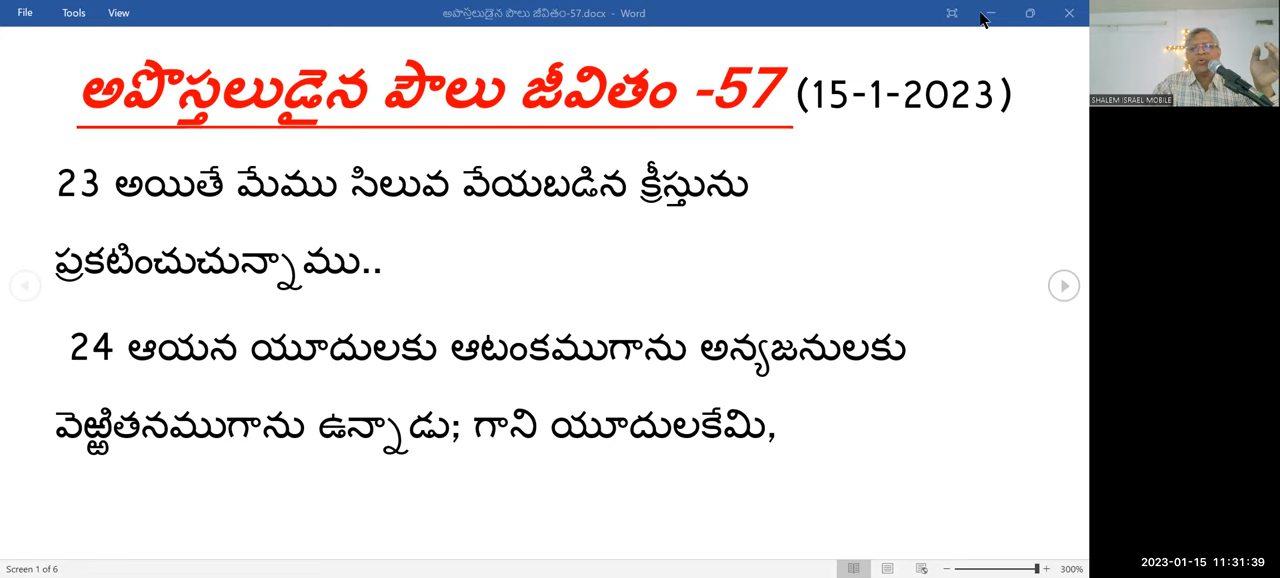 File Tools View అపొస్తలుడైన పౌలు జీవితం-57.docx - Word
అపొస్తలుడైన పౌలు జీవితం -57 (15-1-2023)
SHALEM ISRAEL MOBILE
23 అయితే మేము సిలువ వేయబడిన క్రీస్తును
ప్రకటించుచున్నాము..
24 ఆయన యూదులకు ఆటంకముగాను అన్యజనులకు
వెఱ్ఱితనముగాను ఉన్నాడు; గాని యూదులకేమి,
2023-01-15 11:31:39
Screen 1 of 6 300%